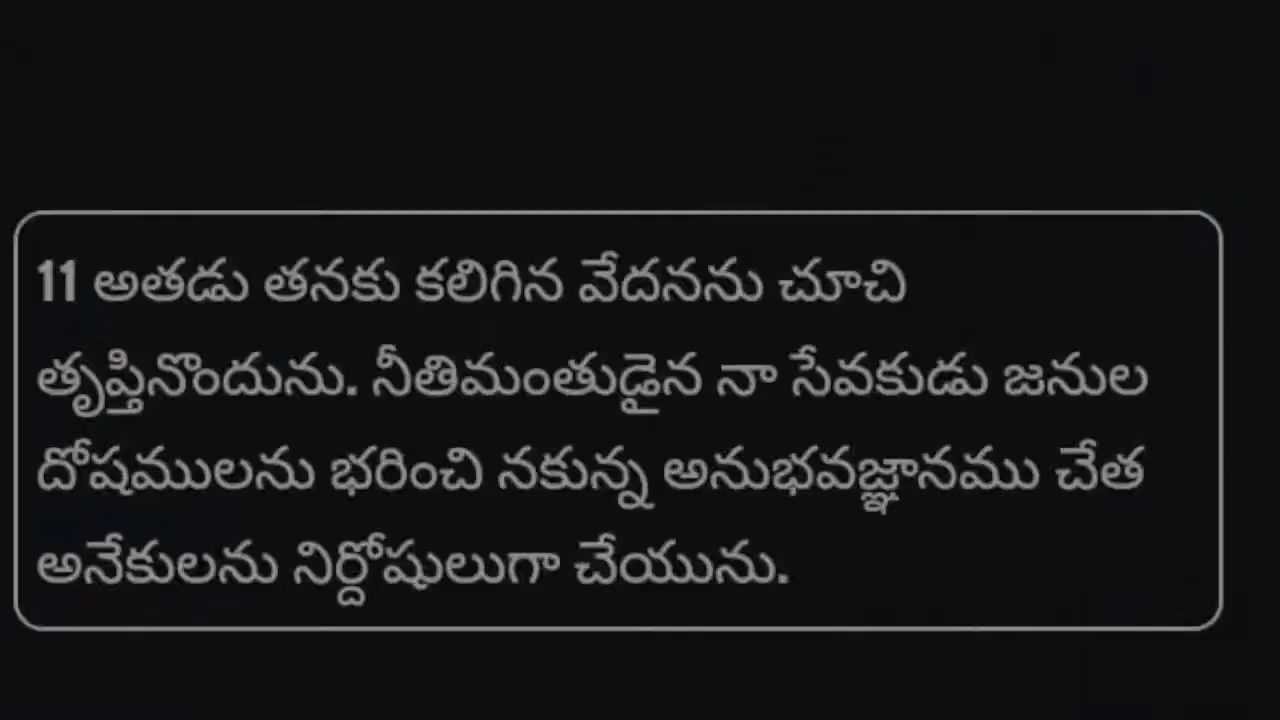 11 అతడు తనకు కలిగిన వేదనను చూచి
తృప్తినొందును. నీతిమంతుడైన నా సేవకుడు జనుల
దోషములను భరించి నకున్న అనుభవజ్ఞానము చేత
అనేకులను నిర్దోషులుగా చేయును.